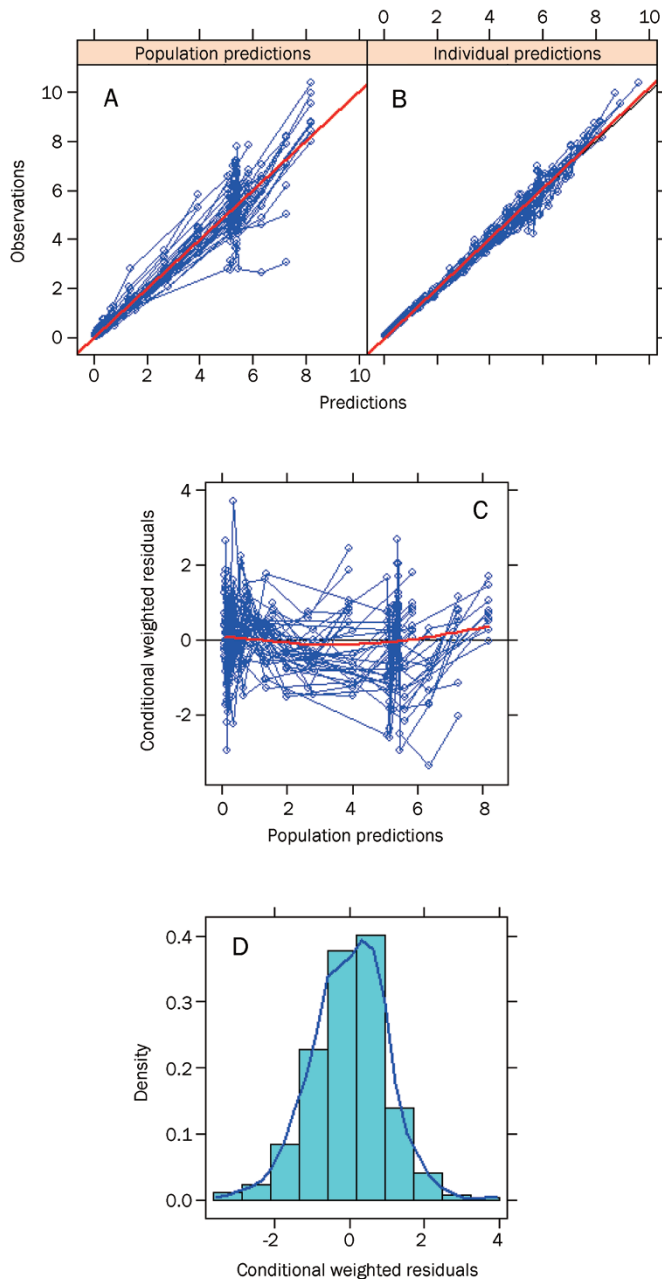 0 2 4 6 8 10
Population predictions Individual predictions
A B
10
8
6
4
2
0
Observations
0 2 4 6 8 10
Predictions
C
4
2
0
-2
Conditional weighted residuals
0 2 4 6 8
Population predictions
D
0.4
0.3
0.2
0.1
0.0
Density
-2 0 2 4
Conditional weighted residuals